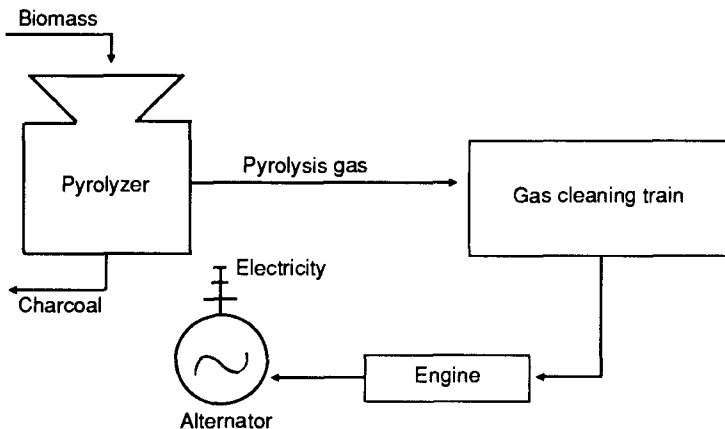 Biomass
Pyrolyzer
Pyrolysis gas
Gas cleaning train
Charcoal
Electricity
Engine
Alternator